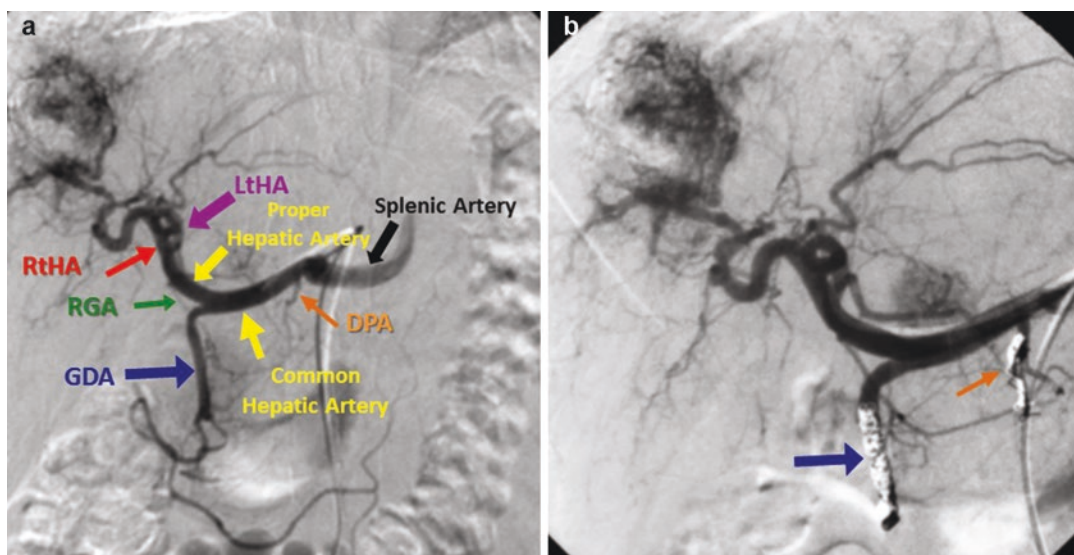 a
LtHA
Proper
Hepatic Artery
Splenic Artery
RtHA
RGA
DPA
GDA
Common
Hepatic Artery
b